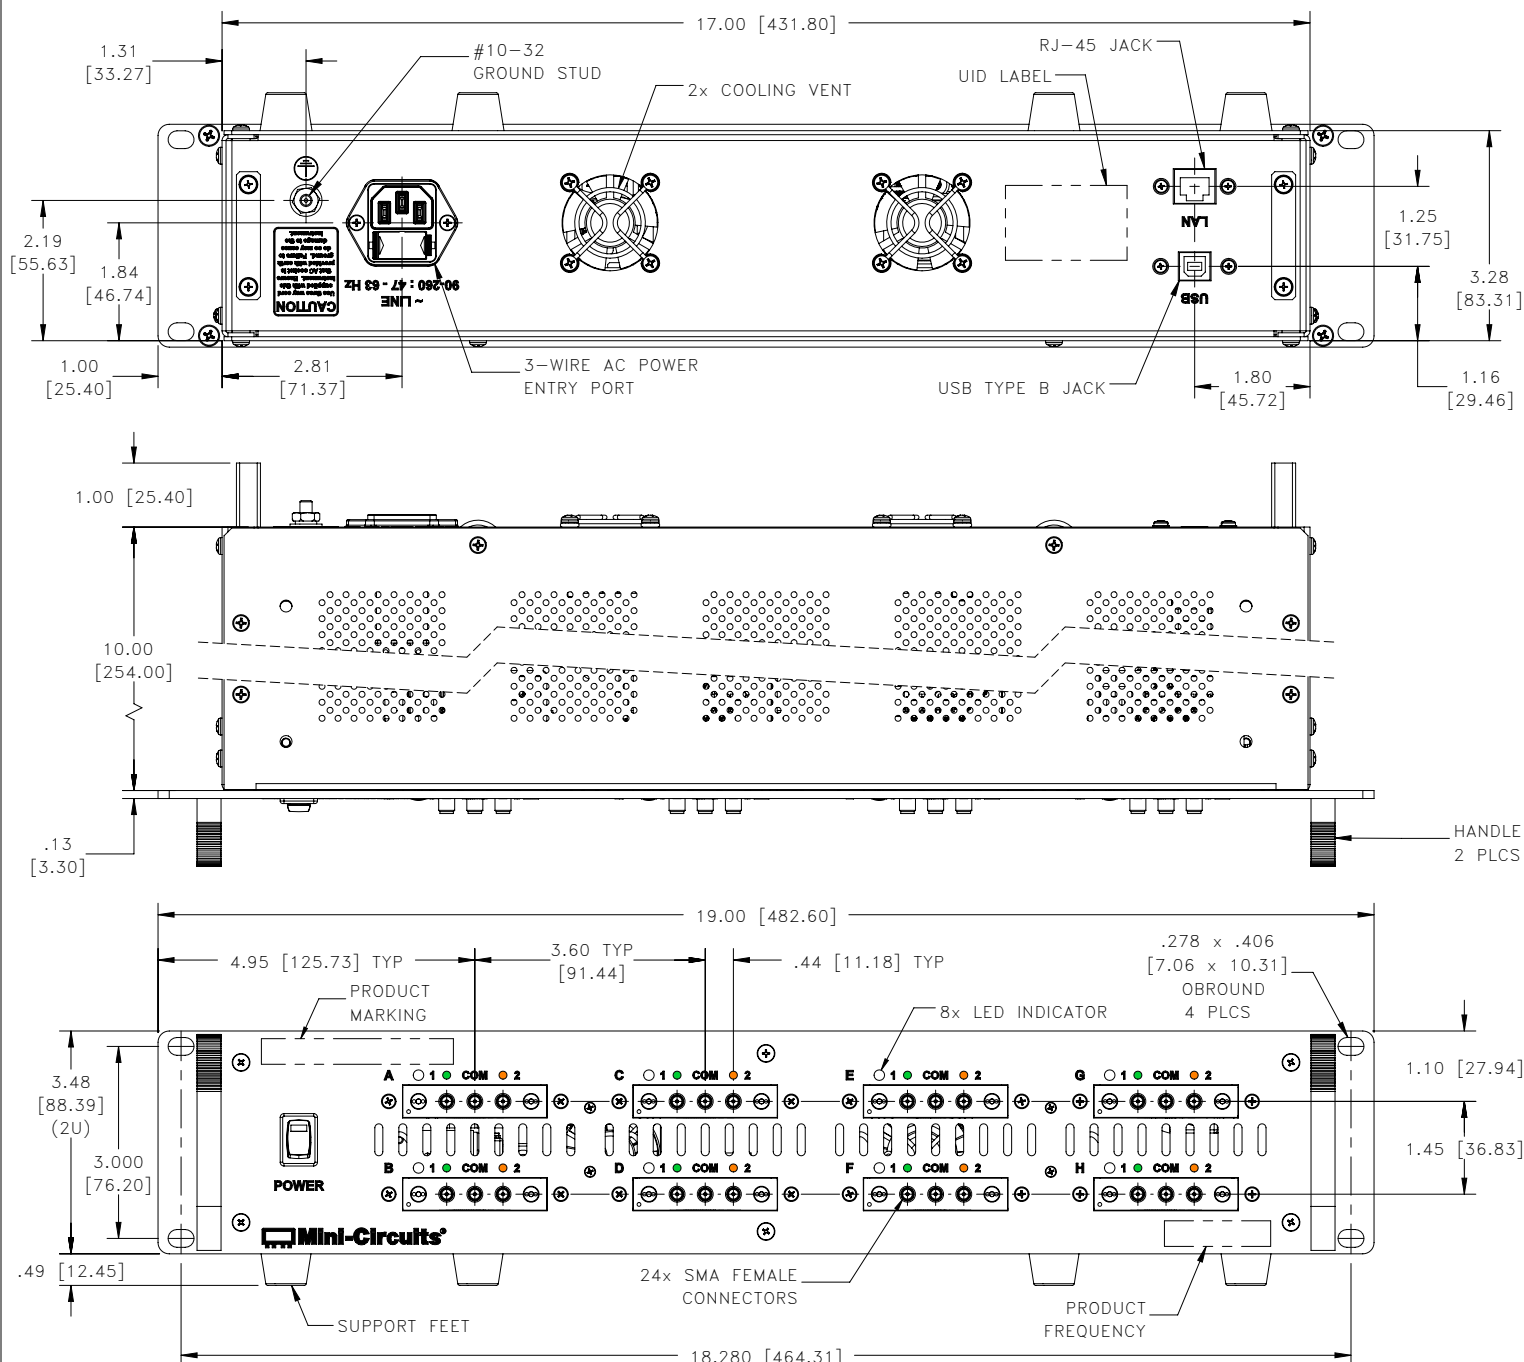 17.00 [431.80]
1.31
[33.27]
#10-32
GROUND STUD
2x COOLING VENT
UID LABEL
RJ-45 JACK
2.19
[55.63]
1.84
[46.74]
CAUTION
~ LINE
90-260 : 47 - 63 Hz
LAN
USB
1.25
[31.75]
3.28
[83.31]
1.00
[25.40]
2.81
[71.37]
3-WIRE AC POWER
ENTRY PORT
USB TYPE B JACK
1.80
[45.72]
1.16
[29.46]
1.00 [25.40]
10.00
[254.00]
.13
[3.30]
HANDLE
2 PLCS
19.00 [482.60]
4.95 [125.73] TYP
3.60 TYP
[91.44]
.44 [11.18] TYP
.278 x .406
[7.06 x 10.31]
OBROUND
4 PLCS
PRODUCT
MARKING
8x LED INDICATOR
3.48
[88.39]
(2U)
3.000
[76.20]
1.10 [27.94]
1.45 [36.83]
A 1 COM 2
C 1 COM 2
E 1 COM 2
G 1 COM 2
B 1 COM 2
D 1 COM 2
F 1 COM 2
H 1 COM 2
POWER
Mini-Circuits®
.49 [12.45]
SUPPORT FEET
24x SMA FEMALE
CONNECTORS
PRODUCT
FREQUENCY
18.280 [464.31]